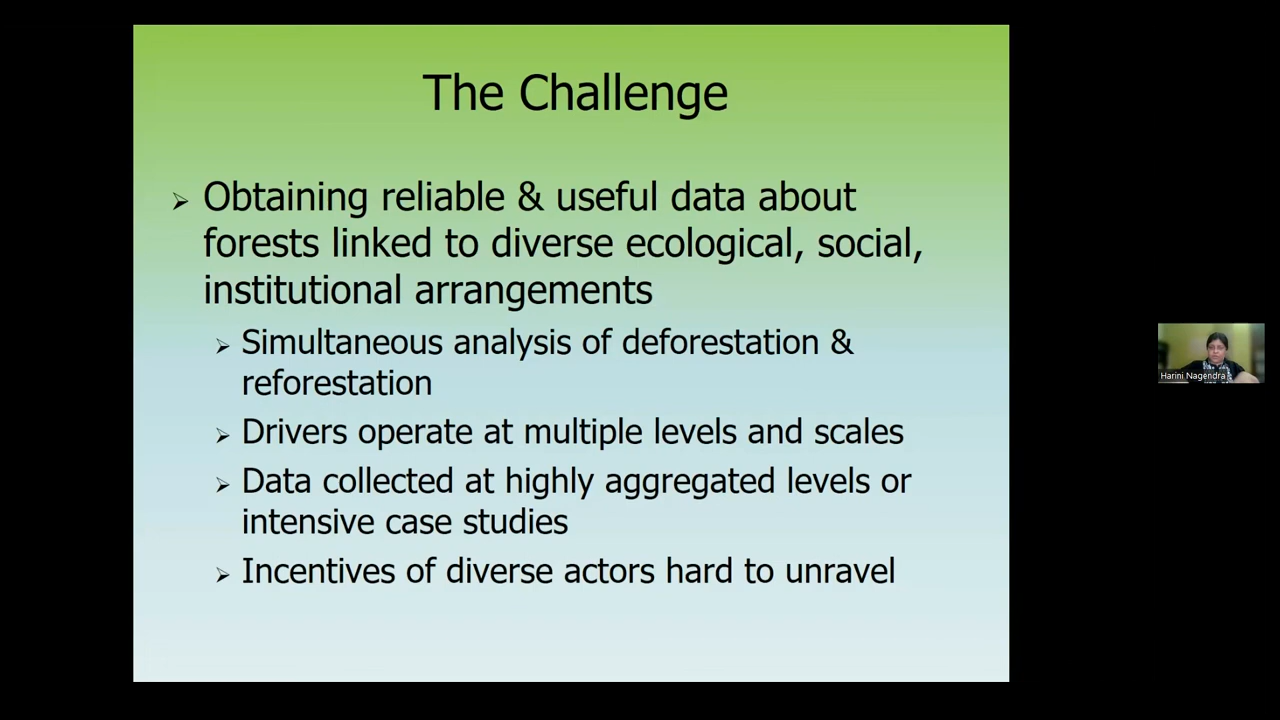 The Challenge
➢ Obtaining reliable & useful data about
forests linked to diverse ecological, social,
institutional arrangements
➢ Simultaneous analysis of deforestation &
reforestation
➢ Drivers operate at multiple levels and scales
➢ Data collected at highly aggregated levels or
intensive case studies
➢ Incentives of diverse actors hard to unravel
Harini Nagendra